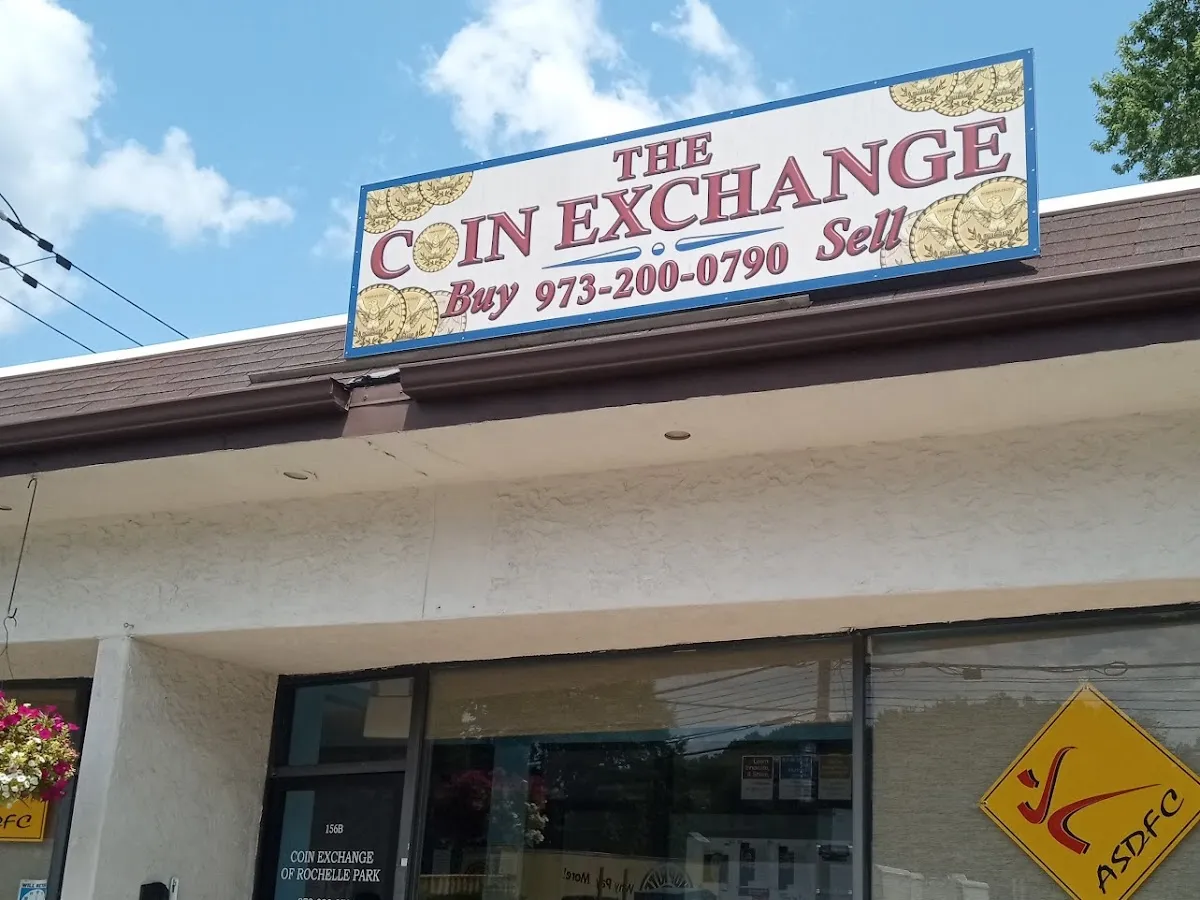 THE
COIN EXCHANGE
Buy 973-200-0790 Sell
156B
COIN EXCHANGE
OF ROCHELLE PARK
ASDFC